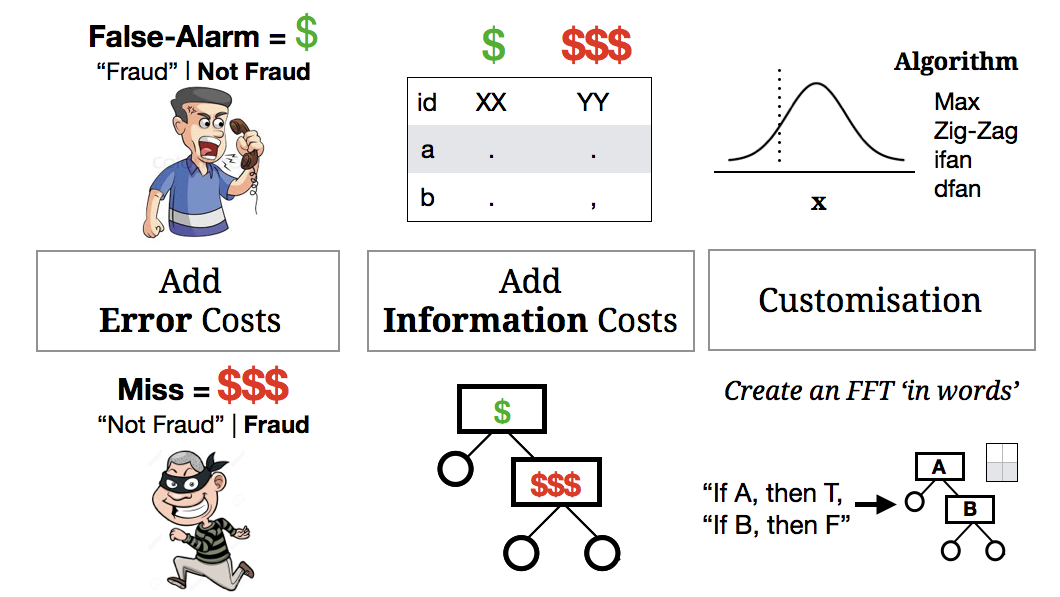 False-Alarm = $
“Fraud” | Not Fraud
Add
Error Costs
Miss = $$$
“Not Fraud” | Fraud
$ $$$
id XX YY
a . .
b . ,
Add
Information Costs
$
$$$
Algorithm
Max
Zig-Zag
ifan
dfan
x
Customisation
Create an FFT ‘in words’
“If A, then T,
“If B, then F”
A
B